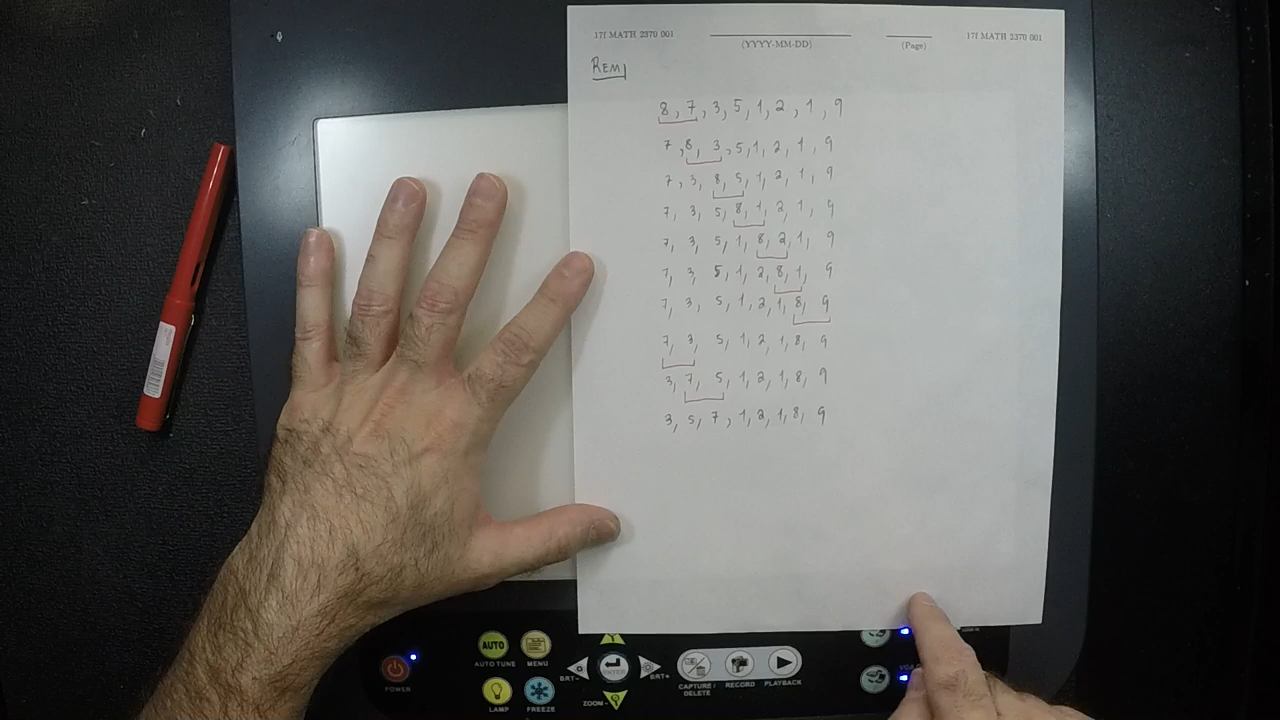 17f MATH 2370 001
(YYYY-MM-DD)
(Page)
17f MATH 2370 001
REM
8, 7, 3, 5, 1, 2, 1, 9
7, 8, 3, 5, 1, 2, 1, 9
7, 3, 8, 5, 1, 2, 1, 9
7, 3, 5, 8, 1, 2, 1, 9
7, 3, 5, 1, 8, 2, 1, 9
7, 3, 5, 1, 2, 8, 1, 9
7, 3, 5, 1, 2, 1, 8, 9
7, 3, 5, 1, 2, 1, 8, 9
3, 7, 5, 1, 2, 1, 8, 9
3, 5, 7, 1, 2, 1, 8, 9
POWER
AUTO
AUTO TUNE
MENU
LAMP
FREEZE
BRT-
ENTER
BRT+
ZOOM-
CAPTURE / DELETE
RECORD
PLAYBACK